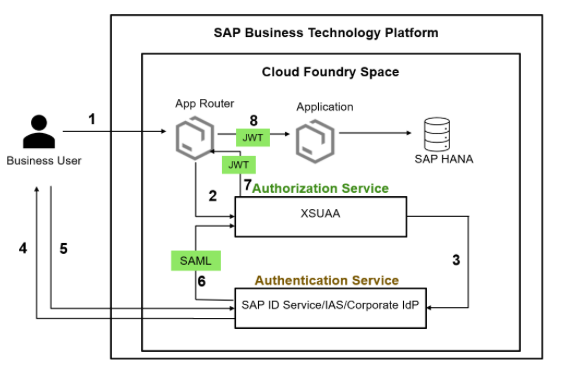 SAP Business Technology Platform
Cloud Foundry Space
App Router
Application
1
8
JWT
Business User
SAP HANA
JWT
7
2
Authorization Service
XSUAA
4
5
SAML
3
6
Authentication Service
SAP ID Service/IAS/Corporate IdP